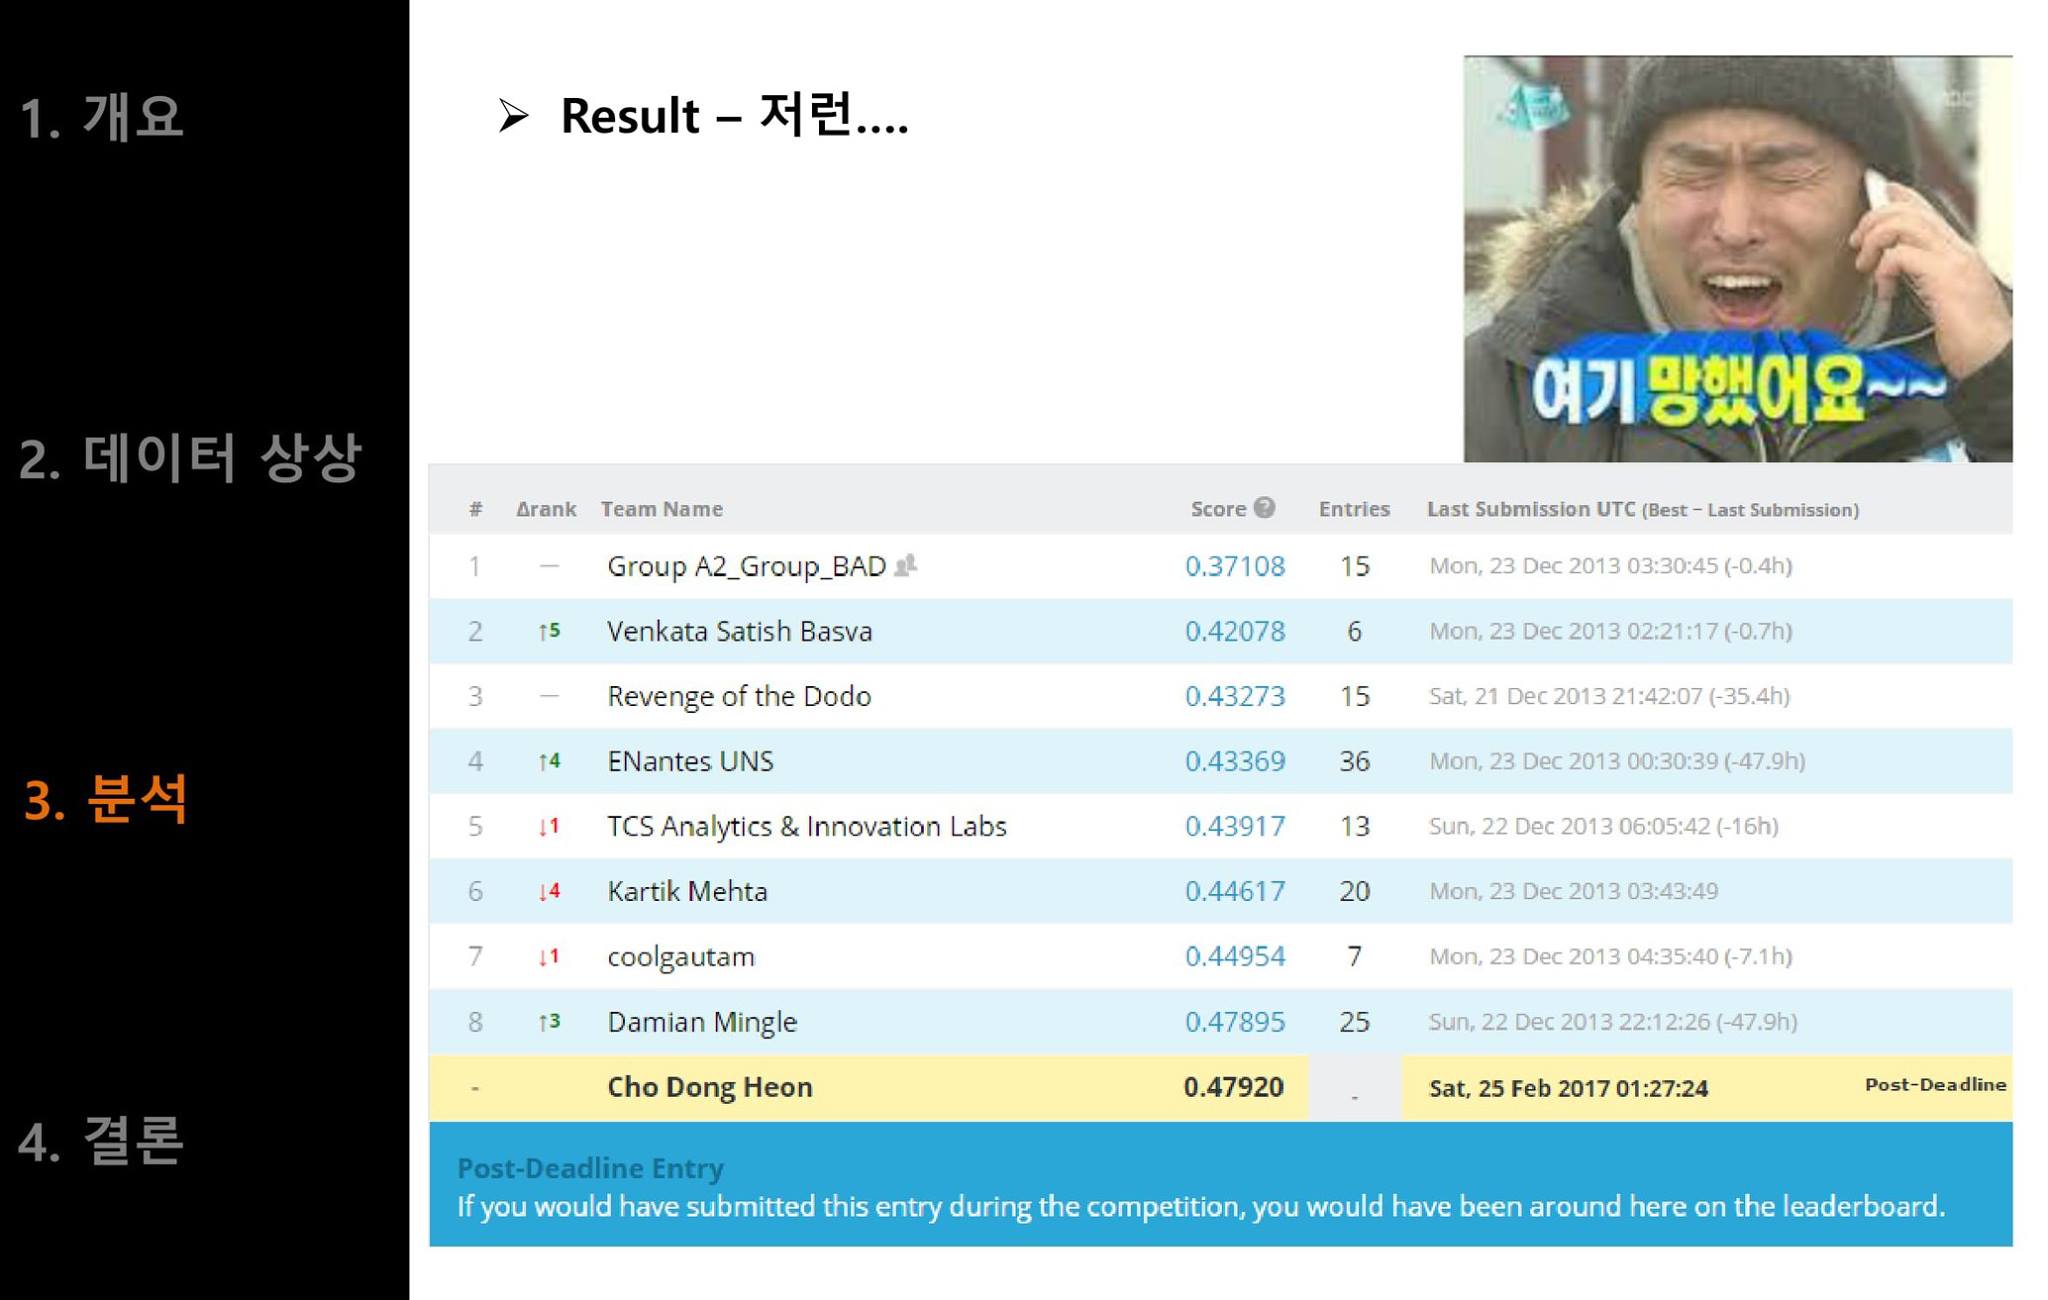 1. 개요
2. 데이터 상상
3. 분석
4. 결론
➢ Result – 저런....
여기 망했어요~~
# Δrank Team Name Score ? Entries Last Submission UTC (Best − Last Submission)
1 — Group A2_Group_BAD 0.37108 15 Mon, 23 Dec 2013 03:30:45 (-0.4h)
2 ↑5 Venkata Satish Basva 0.42078 6 Mon, 23 Dec 2013 02:21:17 (-0.7h)
3 — Revenge of the Dodo 0.43273 15 Sat, 21 Dec 2013 21:42:07 (-35.4h)
4 ↑4 ENantes UNS 0.43369 36 Mon, 23 Dec 2013 00:30:39 (-47.9h)
5 ↓1 TCS Analytics & Innovation Labs 0.43917 13 Sun, 22 Dec 2013 06:05:42 (-16h)
6 ↓4 Kartik Mehta 0.44617 20 Mon, 23 Dec 2013 03:43:49
7 ↓1 coolgautam 0.44954 7 Mon, 23 Dec 2013 04:35:40 (-7.1h)
8 ↑3 Damian Mingle 0.47895 25 Sun, 22 Dec 2013 22:12:26 (-47.9h)
- Cho Dong Heon 0.47920 - Sat, 25 Feb 2017 01:27:24 Post-Deadline
Post-Deadline Entry
If you would have submitted this entry during the competition, you would have been around here on the leaderboard.